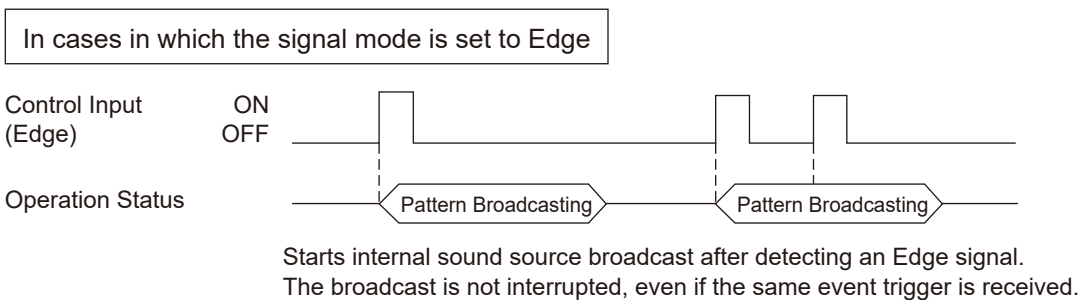 In cases in which the signal mode is set to Edge
Control Input ON
(Edge) OFF
Operation Status Pattern Broadcasting Pattern Broadcasting
Starts internal sound source broadcast after detecting an Edge signal.
The broadcast is not interrupted, even if the same event trigger is received.